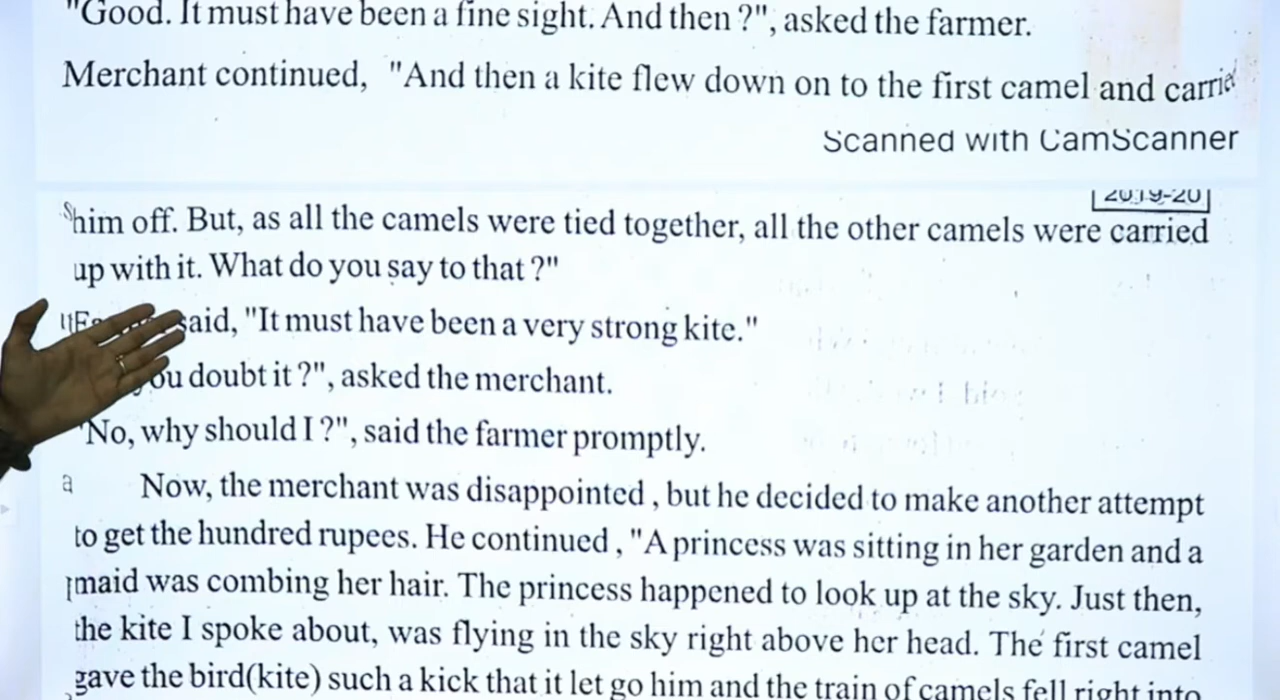 "Good. It must have been a fine sight. And then ?", asked the farmer.
Merchant continued, "And then a kite flew down on to the first camel and carrie
Scanned with CamScanner
2019-20
him off. But, as all the camels were tied together, all the other camels were carried
up with it. What do you say to that ?"
said, "It must have been a very strong kite."
you doubt it ?", asked the merchant.
"No, why should I ?", said the farmer promptly.
a Now, the merchant was disappointed , but he decided to make another attempt
to get the hundred rupees. He continued , "A princess was sitting in her garden and a
maid was combing her hair. The princess happened to look up at the sky. Just then,
the kite I spoke about, was flying in the sky right above her head. The first camel
gave the bird(kite) such a kick that it let go him and the train of camels fell right into